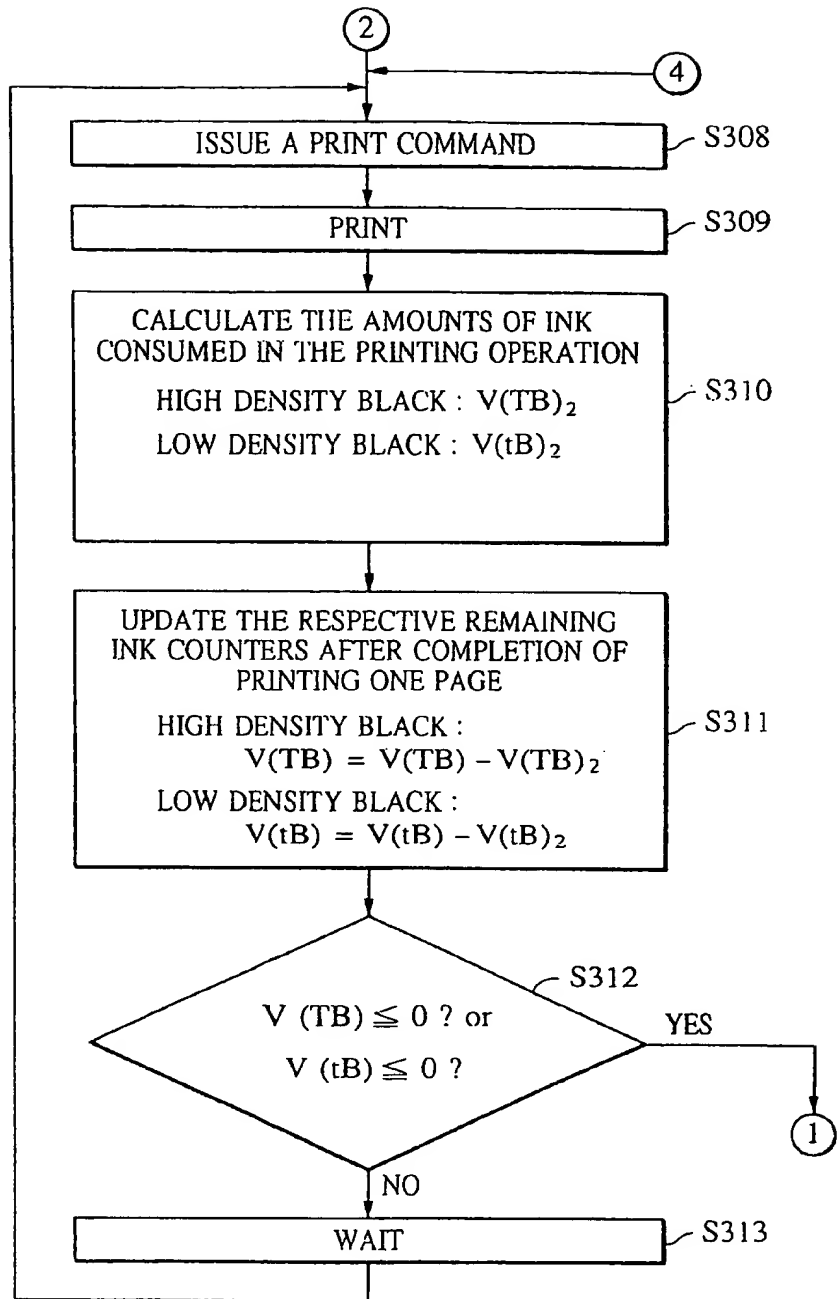 2
4
ISSUE A PRINT COMMAND
S308
PRINT
S309
CALCULATE THE AMOUNTS OF INK
CONSUMED IN THE PRINTING OPERATION
HIGH DENSITY BLACK : V(TB)₂
LOW DENSITY BLACK : V(tB)₂
S310
UPDATE THE RESPECTIVE REMAINING
INK COUNTERS AFTER COMPLETION OF
PRINTING ONE PAGE
HIGH DENSITY BLACK :
V(TB) = V(TB) – V(TB)₂
LOW DENSITY BLACK :
V(tB) = V(tB) – V(tB)₂
S311
S312
V (TB) ≦ 0 ? or
V (tB) ≦ 0 ?
YES
1
NO
WAIT
S313